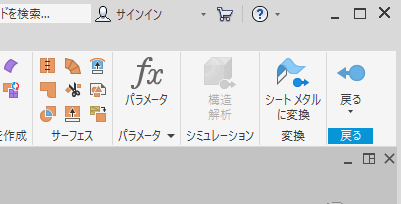 ドを検索...
サインイン
パラメータ
構造
解析
シート メタル
に変換
戻る
を作成
サーフェス
パラメータ
シミュレーション
変換
戻る